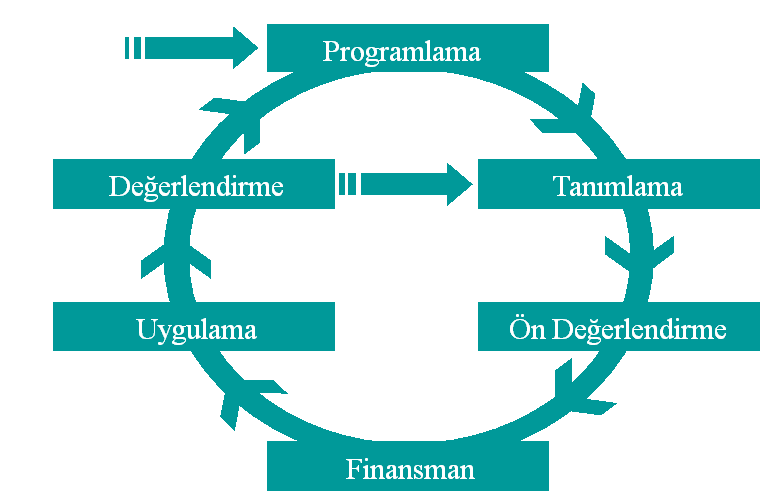 Programlama
Değerlendirme
Tanımlama
Uygulama
Ön Değerlendirme
Finansman